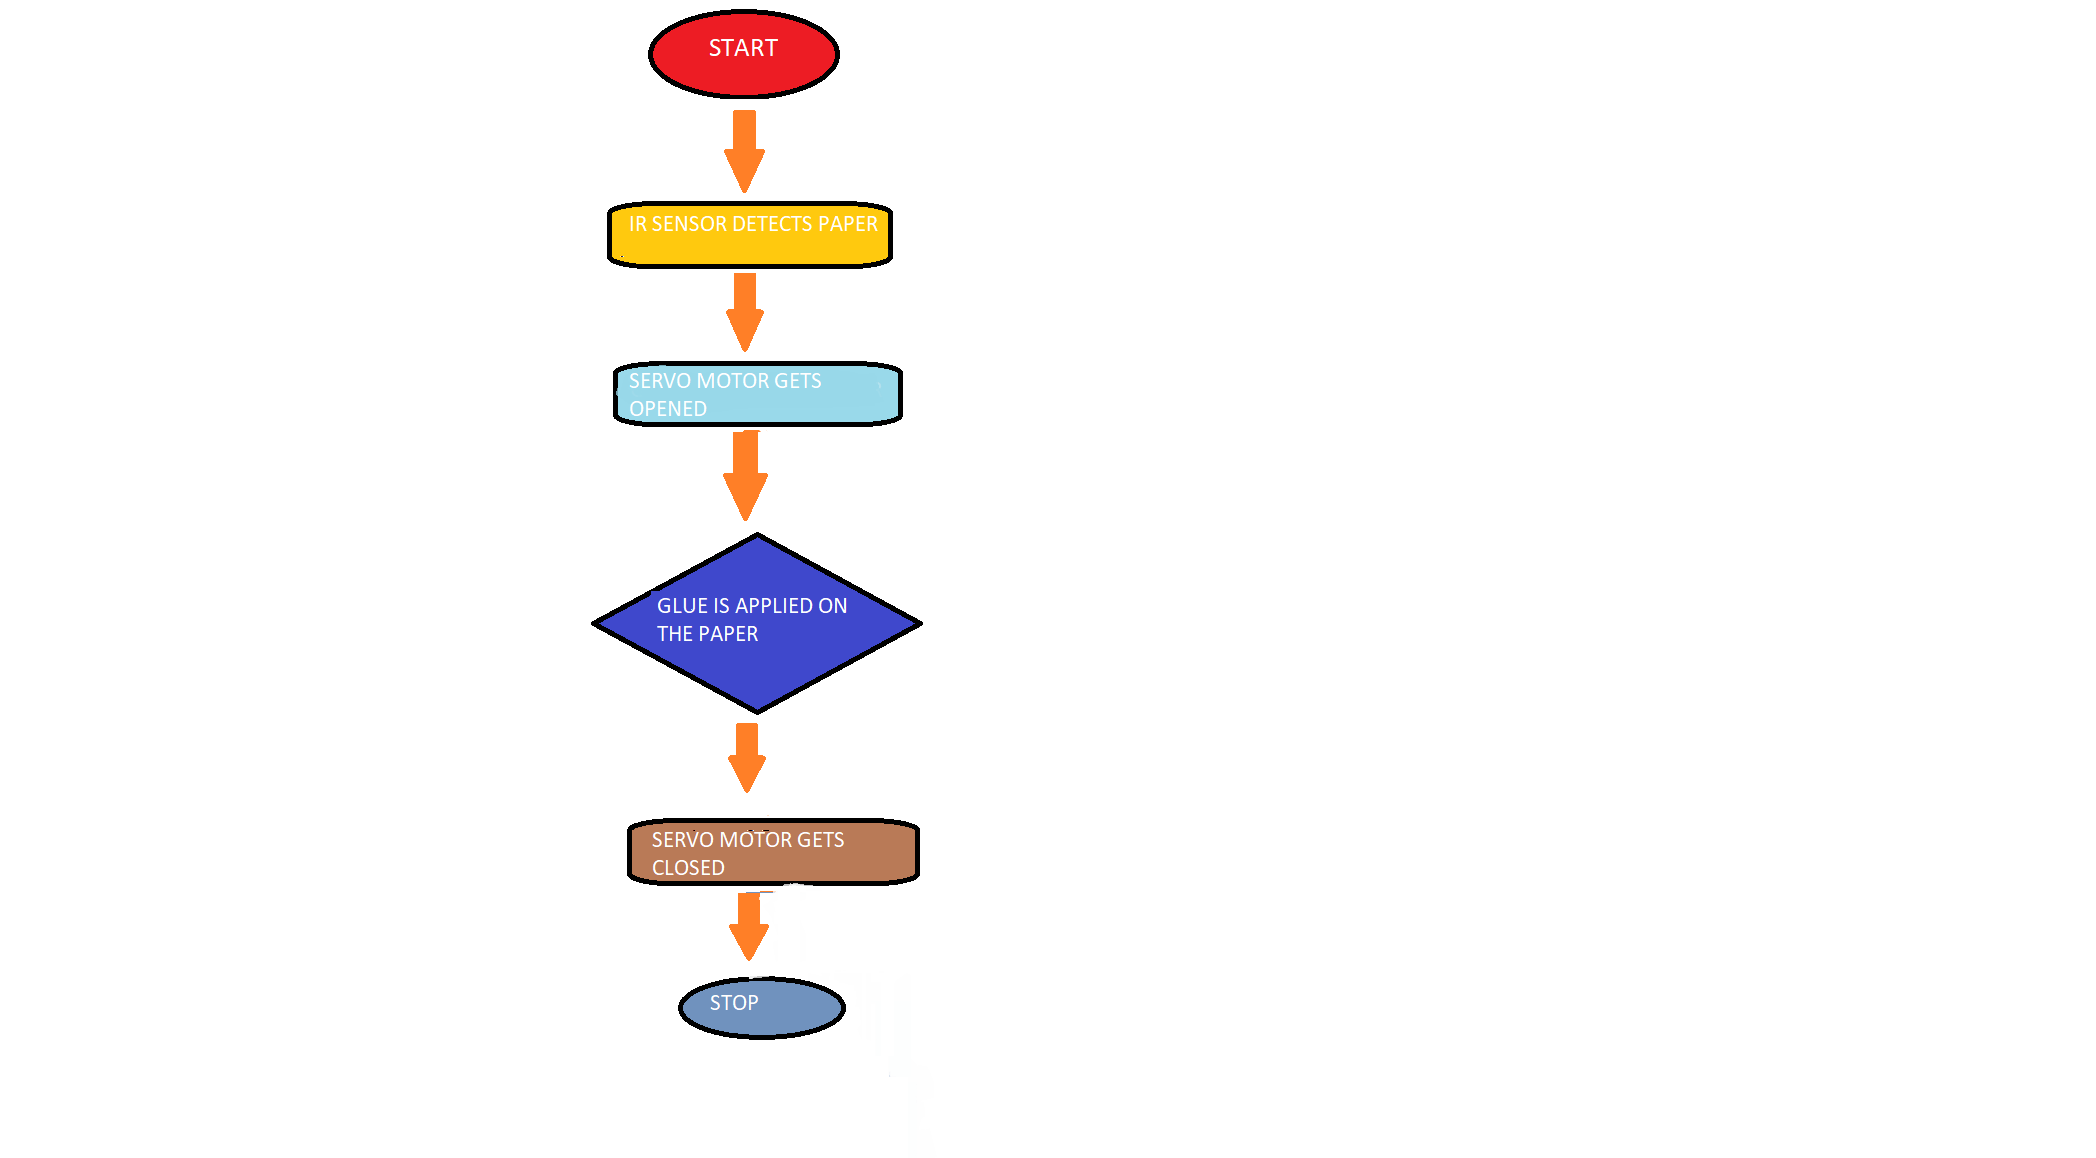 START
IR SENSOR DETECTS PAPER
SERVO MOTOR GETS
OPENED
GLUE IS APPLIED ON
THE PAPER
SERVO MOTOR GETS
CLOSED
STOP